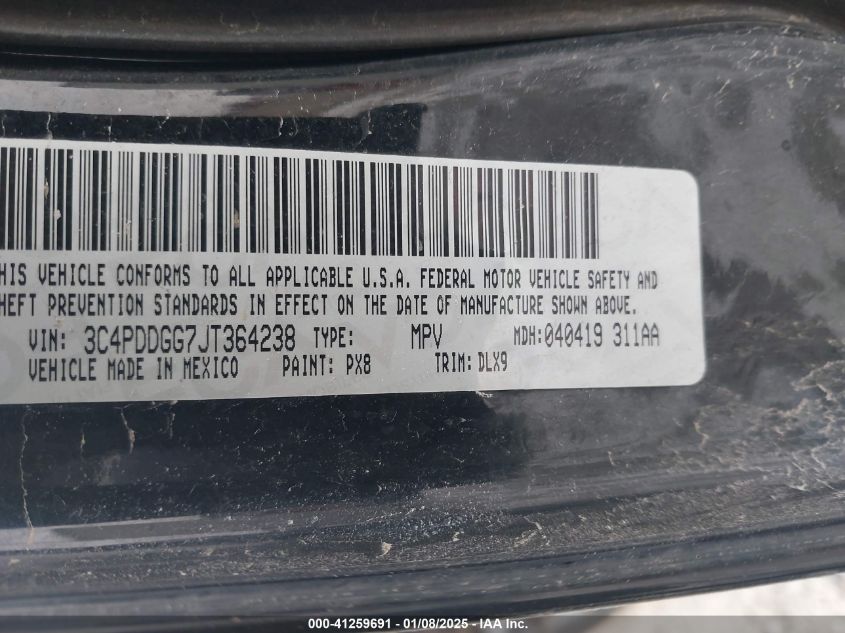 HIS VEHICLE CONFORMS TO ALL APPLICABLE U.S.A. FEDERAL MOTOR VEHICLE SAFETY AND
HEFT PREVENTION STANDARDS IN EFFECT ON THE DATE OF MANUFACTURE SHOWN ABOVE.
VIN: 3C4PDDGG7JT364238 TYPE: MPV MDH:040419 311AA
VEHICLE MADE IN MEXICO PAINT: PX8 TRIM: DLX9
000-41259691 - 01/08/2025 - IAA Inc.